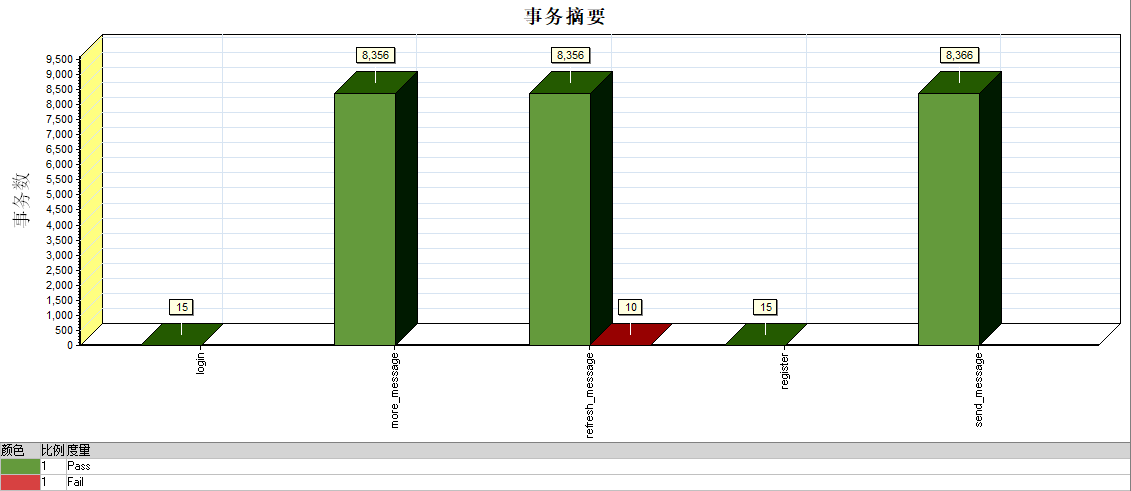 事务摘要
事务数
9,500
9,000
8,500
8,000
7,500
7,000
6,500
6,000
5,500
5,000
4,500
4,000
3,500
3,000
2,500
2,000
1,500
1,000
500
0
15
8,356
8,356
10
15
8,366
login
more_message
refresh_message
register
send_message
颜色 比例 度量
1 Pass
1 Fail